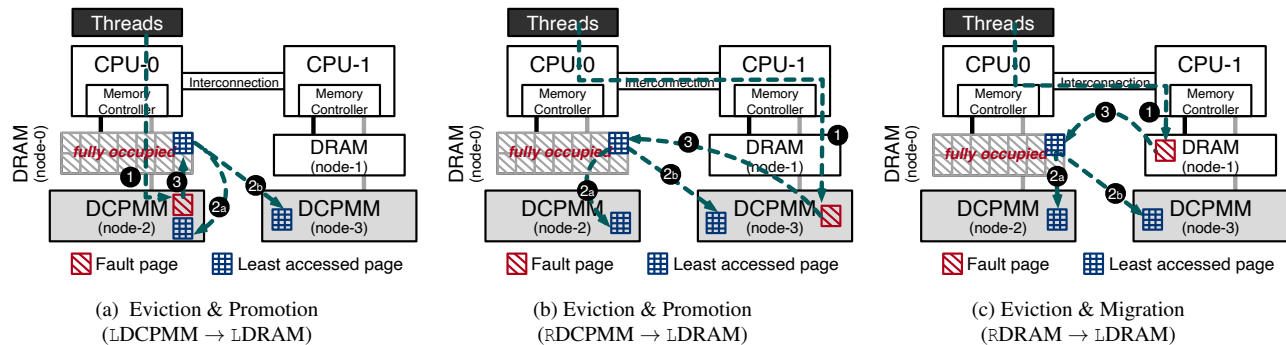 Threads
CPU-0
CPU-1
Interconnection
Memory
Controller
Memory
Controller
DRAM
(node-0)
fully occupied
DRAM
(node-1)
1
3
2a
2b
DCPMM
(node-2)
DCPMM
(node-3)
Fault page
Least accessed page
(a) Eviction & Promotion
(LDCPMM → LDRAM)
Threads
CPU-0
CPU-1
Interconnection
Memory
Controller
Memory
Controller
DRAM
(node-0)
fully occupied
DRAM
(node-1)
3
1
2a
2b
DCPMM
(node-2)
DCPMM
(node-3)
Fault page
Least accessed page
(b) Eviction & Promotion
(RDCPMM → LDRAM)
Threads
CPU-0
CPU-1
Interconnection
Memory
Controller
Memory
Controller
DRAM
(node-0)
fully occupied
DRAM
(node-1)
3
1
2a
2b
DCPMM
(node-2)
DCPMM
(node-3)
Fault page
Least accessed page
(c) Eviction & Migration
(RDRAM → LDRAM)